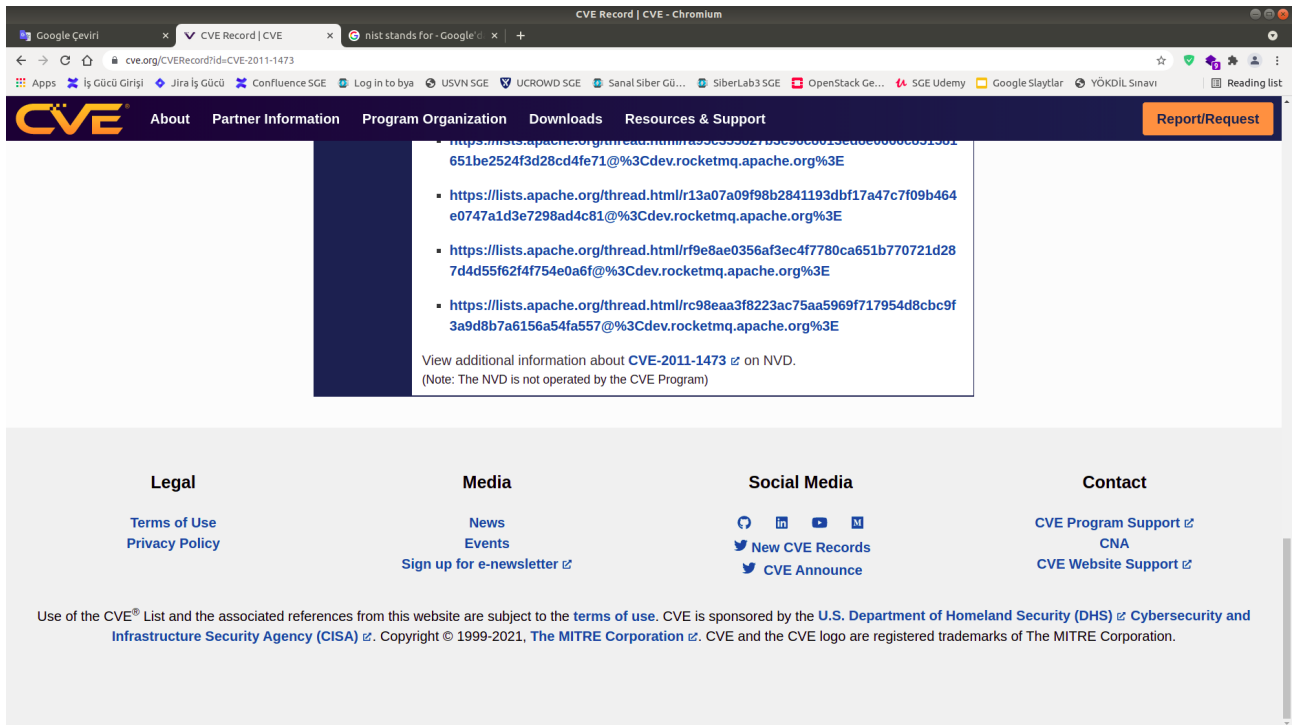 CVE Record | CVE - Chromium
Google Çeviri
CVE Record | CVE
nist stands for - Google'd
cve.org/CVERecord?id=CVE-2011-1473
Apps İş Gücü Girişi Jira İş Gücü Confluence SGE Log in to bya USVN SGE UCROWD SGE Sanal Siber Gü... SiberLab3 SGE OpenStack Ge... SGE Udemy Google Slaytlar YÖKDİL Sınavı Reading list
CVE® About Partner Information Program Organization Downloads Resources & Support Report/Request
651be2524f3d28cd4fe71@%3Cdev.rocketmq.apache.org%3E
https://lists.apache.org/thread.html/r13a07a09f98b2841193dbf17a47c7f09b464
e0747a1d3e7298ad4c81@%3Cdev.rocketmq.apache.org%3E
https://lists.apache.org/thread.html/rf9e8ae0356af3ec4f7780ca651b770721d28
7d4d55f62f4f754e0a6f@%3Cdev.rocketmq.apache.org%3E
https://lists.apache.org/thread.html/rc98eaa3f8223ac75aa5969f717954d8cbc9f
3a9d8b7a6156a54fa557@%3Cdev.rocketmq.apache.org%3E
View additional information about CVE-2011-1473 on NVD.
(Note: The NVD is not operated by the CVE Program)
Legal
Terms of Use
Privacy Policy
Media
News
Events
Sign up for e-newsletter
Social Media
New CVE Records
CVE Announce
Contact
CVE Program Support
CNA
CVE Website Support
Use of the CVE® List and the associated references from this website are subject to the terms of use. CVE is sponsored by the U.S. Department of Homeland Security (DHS) Cybersecurity and
Infrastructure Security Agency (CISA). Copyright © 1999-2021, The MITRE Corporation. CVE and the CVE logo are registered trademarks of The MITRE Corporation.